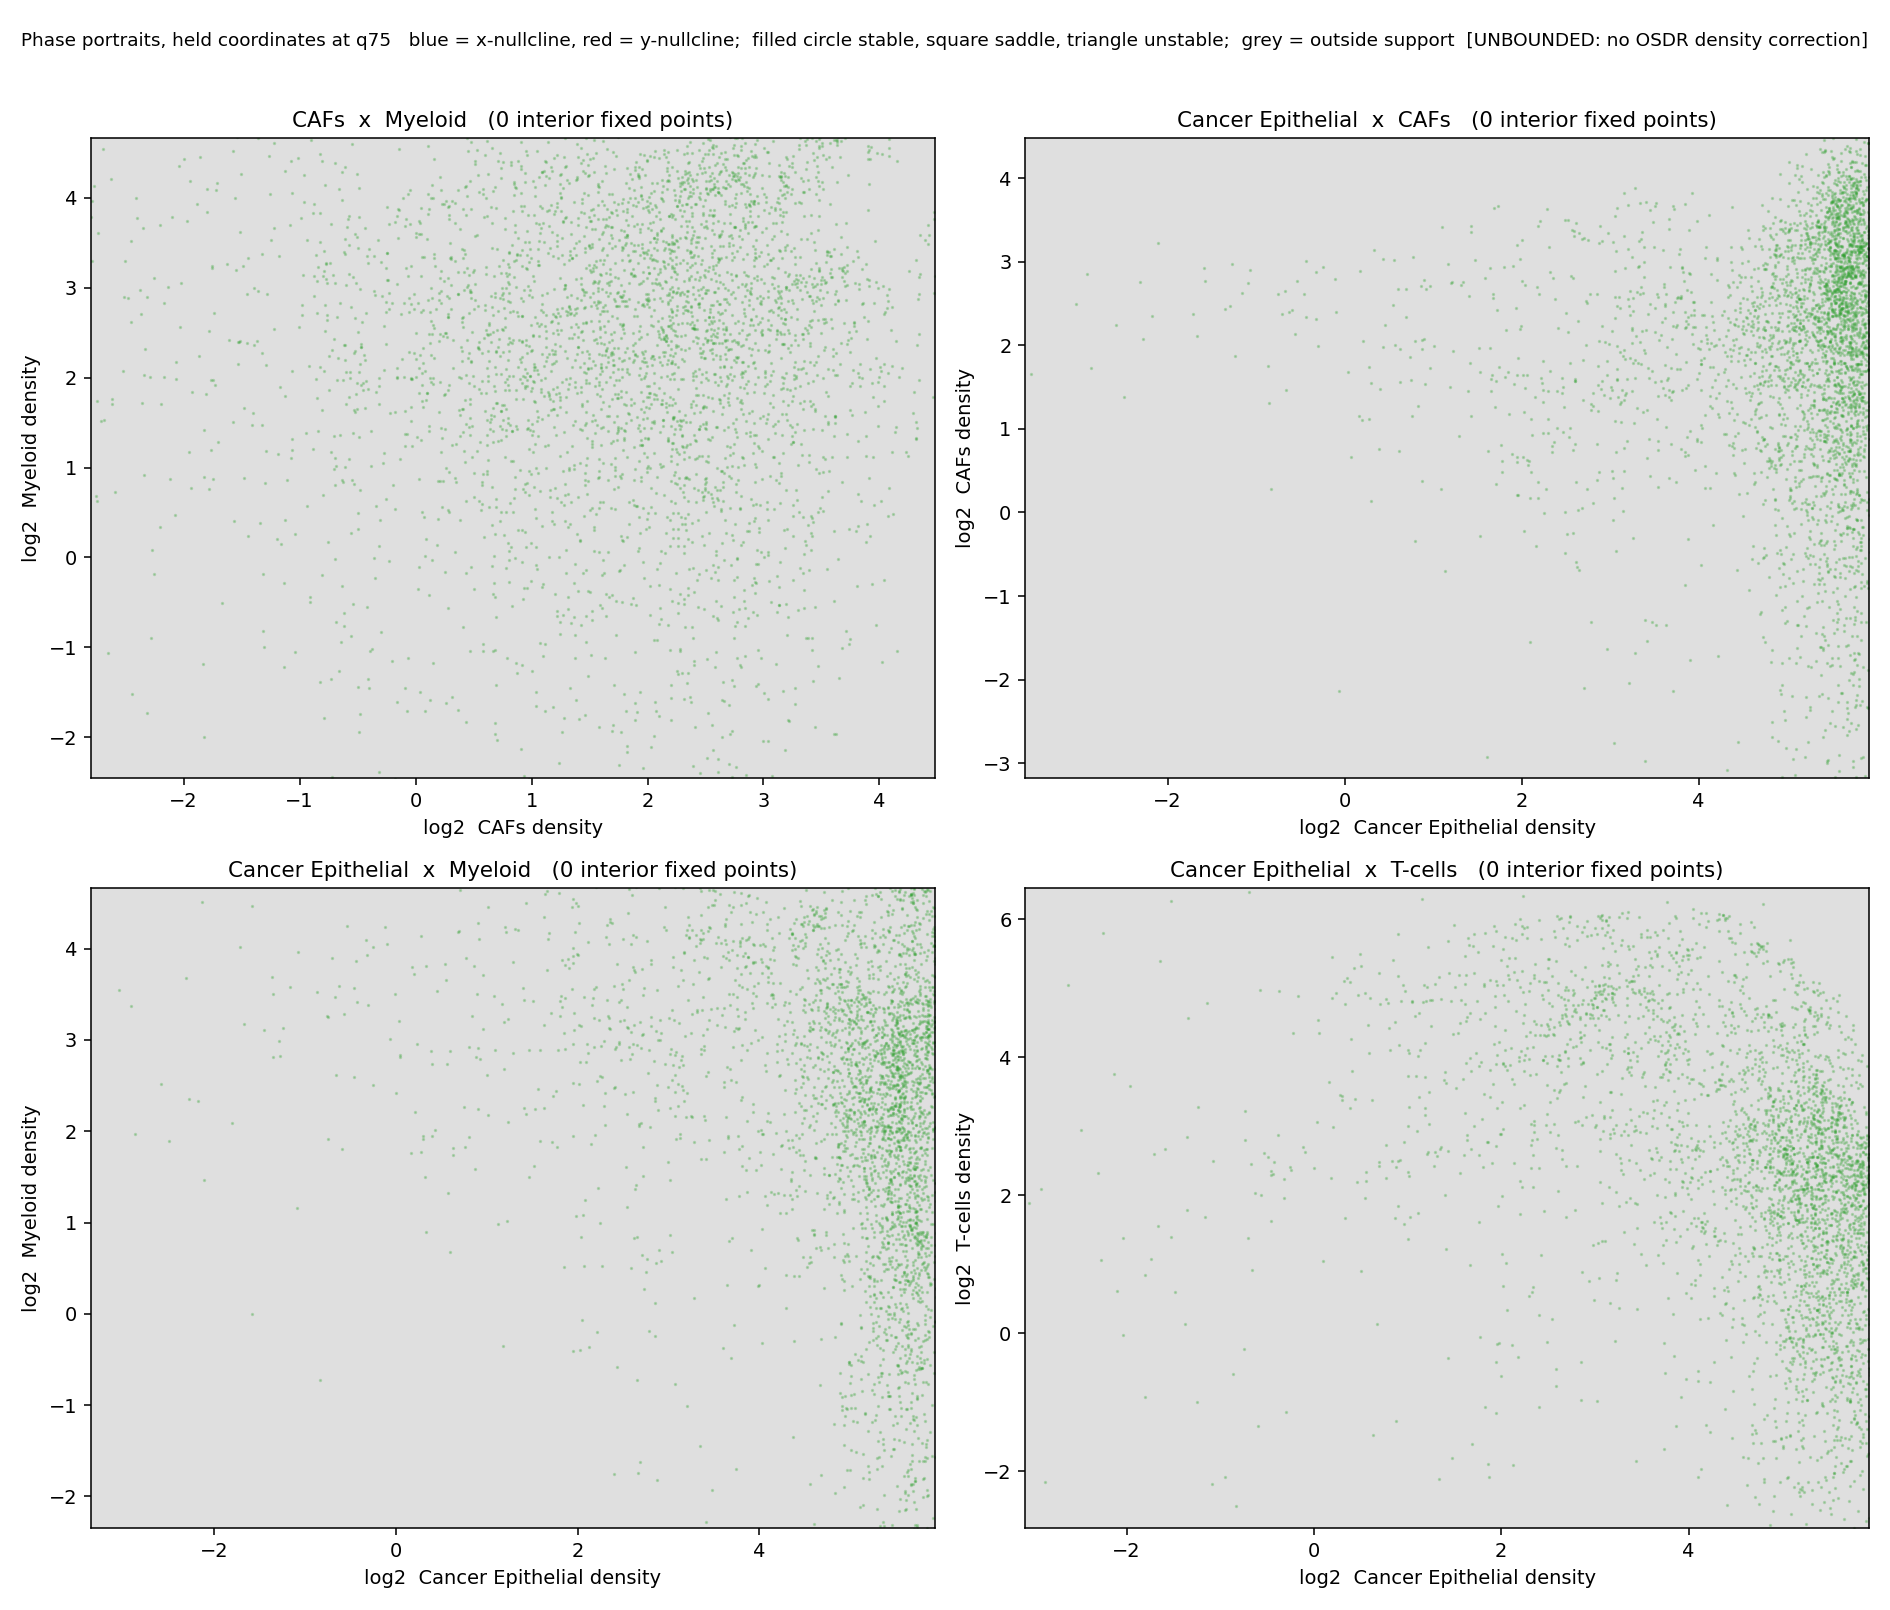 Phase portraits, held coordinates at q75   blue = x-nullcline, red = y-nullcline;  filled circle stable, square saddle, triangle unstable;  grey = outside support  [UNBOUNDED: no OSDR density correction]
CAFs  x  Myeloid   (0 interior fixed points)
log2  Myeloid density
4
3
2
1
0
−1
−2
−2 −1 0 1 2 3 4
log2  CAFs density
Cancer Epithelial  x  CAFs   (0 interior fixed points)
log2  CAFs density
4
3
2
1
0
−1
−2
−3
−2 0 2 4
log2  Cancer Epithelial density
Cancer Epithelial  x  Myeloid   (0 interior fixed points)
log2  Myeloid density
4
3
2
1
0
−1
−2
−2 0 2 4
log2  Cancer Epithelial density
Cancer Epithelial  x  T-cells   (0 interior fixed points)
log2  T-cells density
6
4
2
0
−2
−2 0 2 4
log2  Cancer Epithelial density